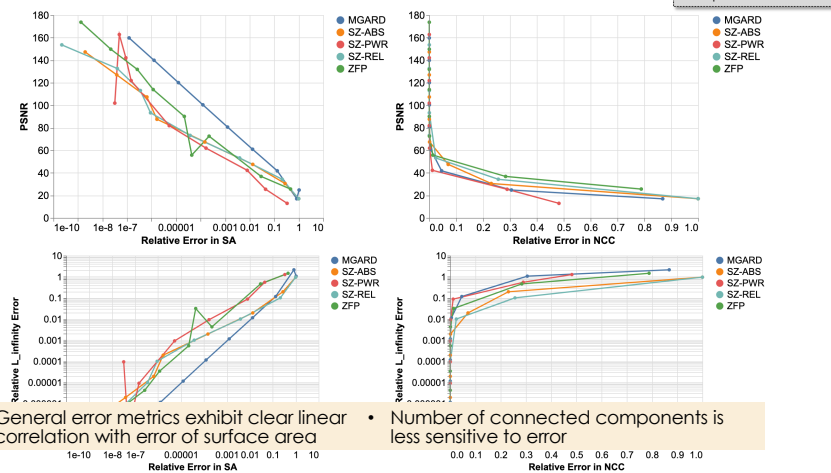 180
160
140
120
100
80
60
40
20
0
PSNR
1e-10 1e-8 1e-7 0.00001 0.001 0.01 0.1 1 10
Relative Error in SA
MGARD
SZ-ABS
SZ-PWR
SZ-REL
ZFP
180
160
140
120
100
80
60
40
20
0
PSNR
0.0 0.1 0.2 0.3 0.4 0.5 0.6 0.7 0.8 0.9 1.0
Relative Error in NCC
MGARD
SZ-ABS
SZ-PWR
SZ-REL
ZFP
10
1
0.1
0.01
0.001
0.0001
0.00001
Relative L_infinity Error
MGARD
SZ-ABS
SZ-PWR
SZ-REL
ZFP
10
1
0.1
0.01
0.001
0.0001
0.00001
Relative L_infinity Error
MGARD
SZ-ABS
SZ-PWR
SZ-REL
ZFP
General error metrics exhibit clear linear
correlation with error of surface area
• Number of connected components is
less sensitive to error
1e-10 1e-8 1e-7 0.00001 0.001 0.01 0.1 1 10
Relative Error in SA
0.0 0.1 0.2 0.3 0.4 0.5 0.6 0.7 0.8 0.9 1.0
Relative Error in NCC